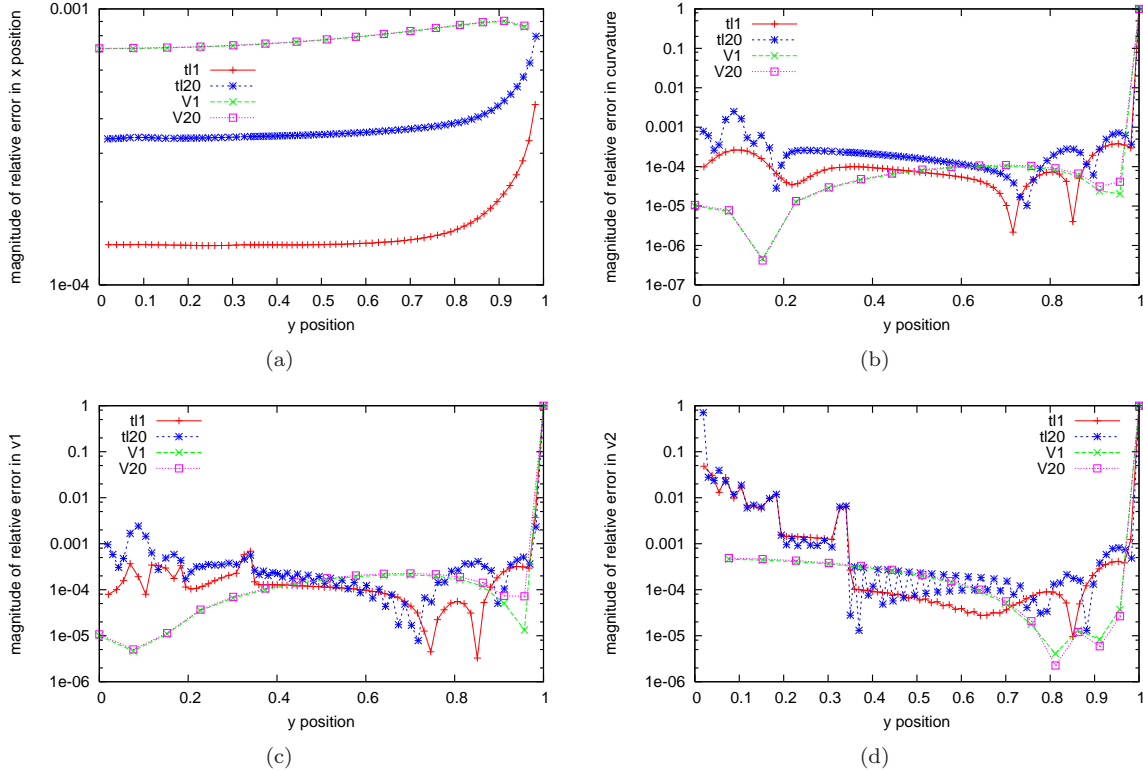 magnitude of relative error in x position
0.001
1e-04
0 0.1 0.2 0.3 0.4 0.5 0.6 0.7 0.8 0.9 1
y position
tl1
tl20
V1
V20
(a)
magnitude of relative error in curvature
1
0.1
0.01
0.001
1e-04
1e-05
1e-06
1e-07
0 0.2 0.4 0.6 0.8 1
y position
tl1
tl20
V1
V20
(b)
magnitude of relative error in v1
1
0.1
0.01
0.001
1e-04
1e-05
1e-06
0 0.2 0.4 0.6 0.8 1
y position
tl1
tl20
V1
V20
(c)
magnitude of relative error in v2
1
0.1
0.01
0.001
1e-04
1e-05
1e-06
0 0.1 0.2 0.3 0.4 0.5 0.6 0.7 0.8 0.9 1
y position
tl1
tl20
V1
V20
(d)